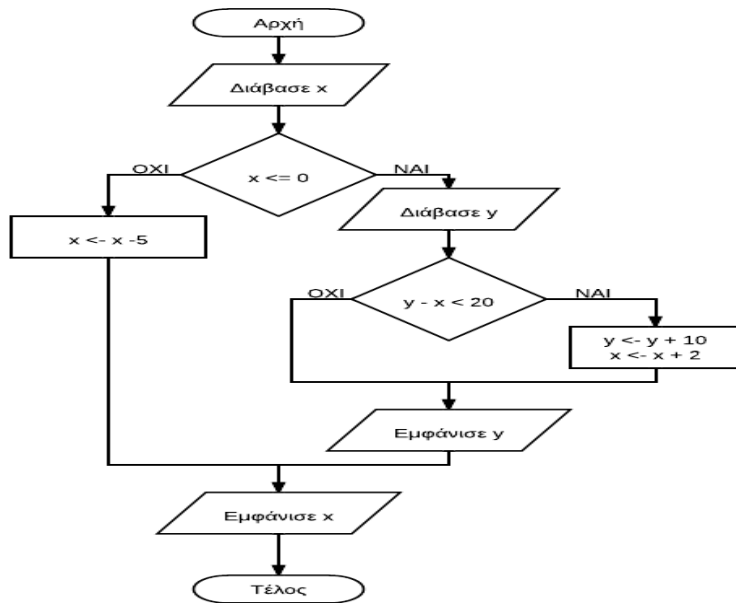 Αρχή
Διάβασε x
ΟΧΙ
x <= 0
ΝΑΙ
x <- x -5
Διάβασε y
ΟΧΙ
y - x < 20
ΝΑΙ
y <- y + 10
x <- x + 2
Εμφάνισε y
Εμφάνισε x
Τέλος